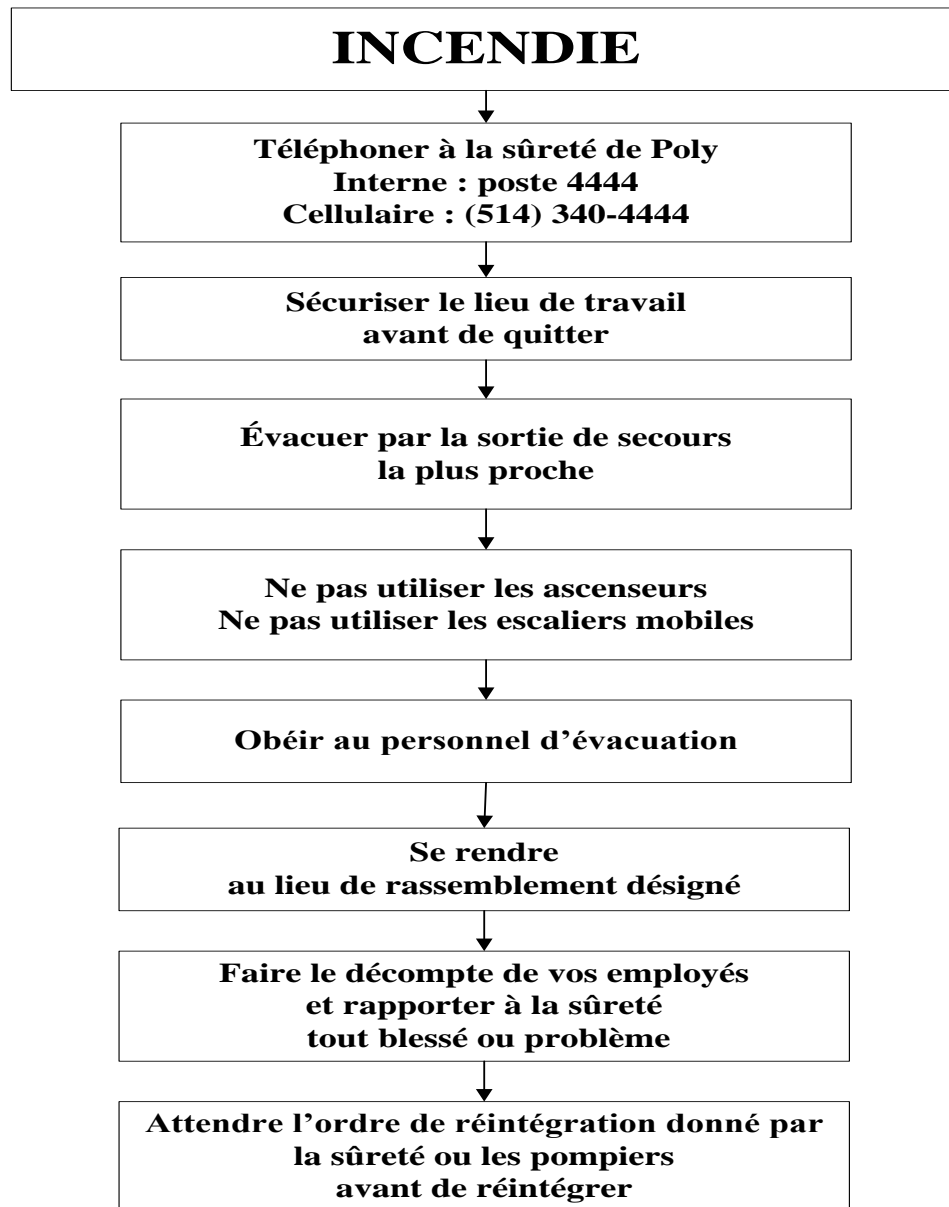 INCENDIE
Téléphoner à la sûreté de Poly
Interne : poste 4444
Cellulaire : (514) 340-4444
Sécuriser le lieu de travail
avant de quitter
Évacuer par la sortie de secours
la plus proche
Ne pas utiliser les ascenseurs
Ne pas utiliser les escaliers mobiles
Obéir au personnel d’évacuation
Se rendre
au lieu de rassemblement désigné
Faire le décompte de vos employés
et rapporter à la sûreté
tout blessé ou problème
Attendre l’ordre de réintégration donné par
la sûreté ou les pompiers
avant de réintégrer